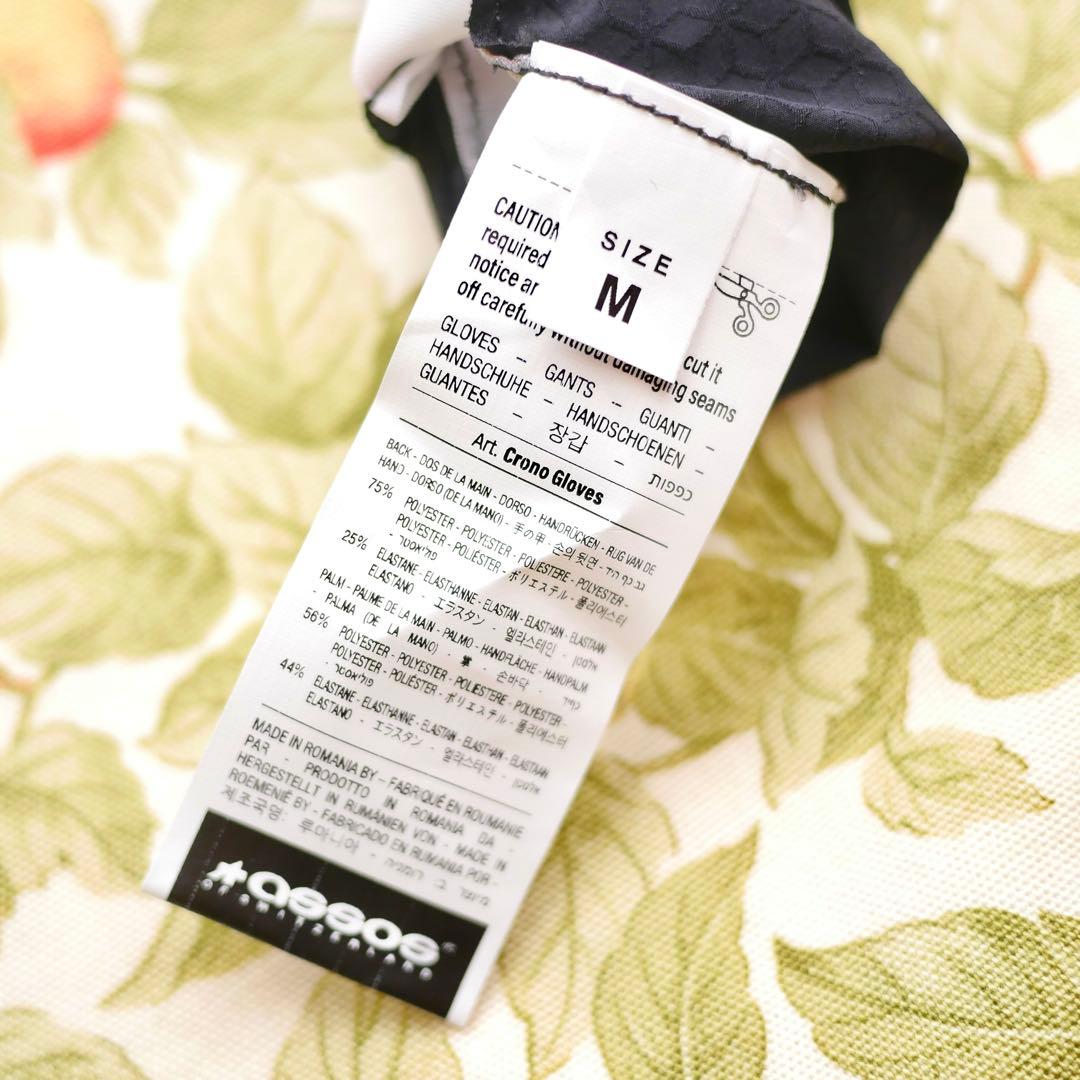 SIZE
M
CAUTION
required
notice
off carefully without damaging seams
cut it
GLOVES - GANTS - GUANTI -
HANDSCHUHE - HANDSCHOENEN -
GUANTES - 장갑 - כפפות
Art. Crono Gloves
BACK - DOS DE LA MAIN - DORSO - HANDRÜCKEN - RUG VAN DE
HAND - DORSO (DE LA MANO) - 手の甲 - 손의 뒷면 - גב כף היד
75% POLYESTER - POLYESTER - POLIESTERE - POLYESTER -
POLYESTER - POLIÉSTER - ポリエステル - 폴리에스터
- פוליאסטר
25% ELASTANE - ELASTHANNE - ELASTAN - ELASTHAN - ELASTAAN
ELASTANO - エラスタン - 엘라스테인 -
PALM - PAUME DE LA MAIN - PALMO - HANDFLÄCHE - HANDPALM
- PALMA (DE LA MANO) - 掌 - 손바닥 -
56% POLYESTER - POLYESTER - POLIESTERE - POLYESTER -
POLYESTER - POLIÉSTER - ポリエステル - 폴리에스터
- פוליאסטר
44% ELASTANE - ELASTHANNE - ELASTAN - ELASTHAN - ELASTAAN
ELASTANO - エラスタン - 엘라스테인 -
MADE IN ROMANIA BY - FABRIQUÉ EN ROUMANIE
PAR - PRODOTTO IN ROMANIA DA -
HERGESTELLT IN RUMÄNIEN VON - MADE IN
ROEMENIË BY - FABRICADO EN RUMANIA POR -
제조국명: 루마니아 -
assos
OF SWITZERLAND